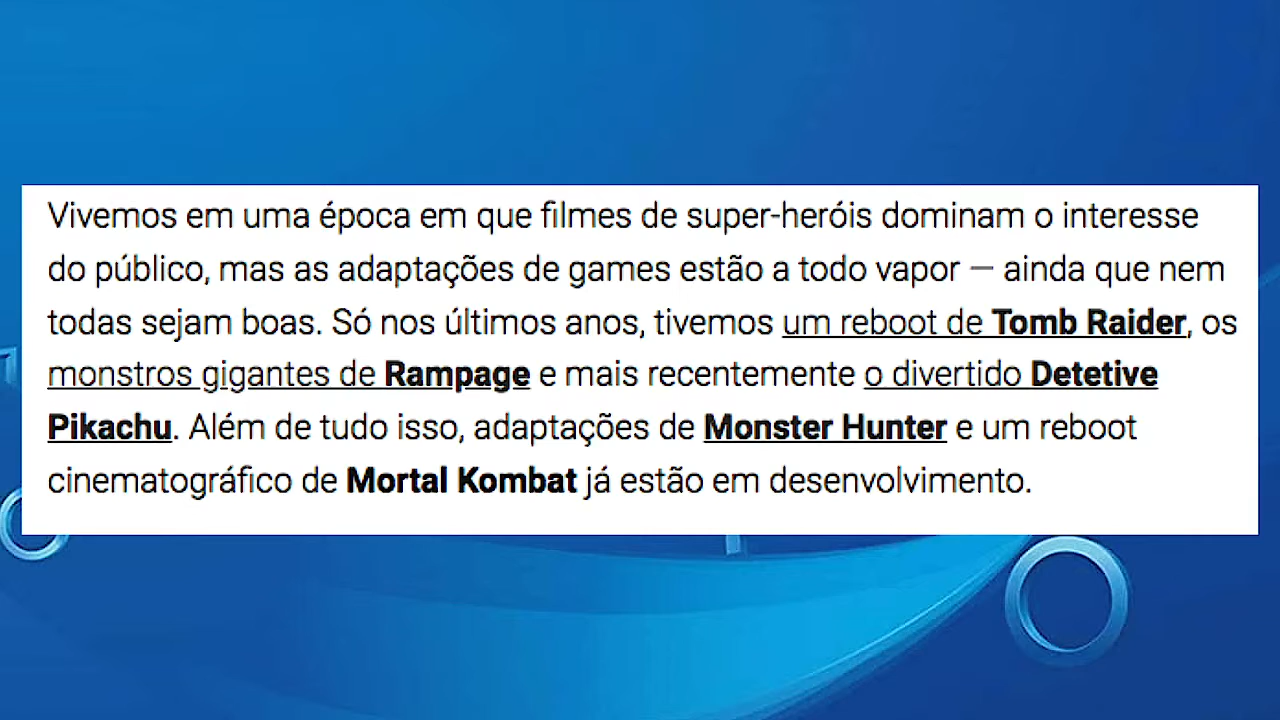 Vivemos em uma época em que filmes de super-heróis dominam o interesse
do público, mas as adaptações de games estão a todo vapor — ainda que nem
todas sejam boas. Só nos últimos anos, tivemos um reboot de Tomb Raider, os
monstros gigantes de Rampage e mais recentemente o divertido Detetive
Pikachu. Além de tudo isso, adaptações de Monster Hunter e um reboot
cinematográfico de Mortal Kombat já estão em desenvolvimento.